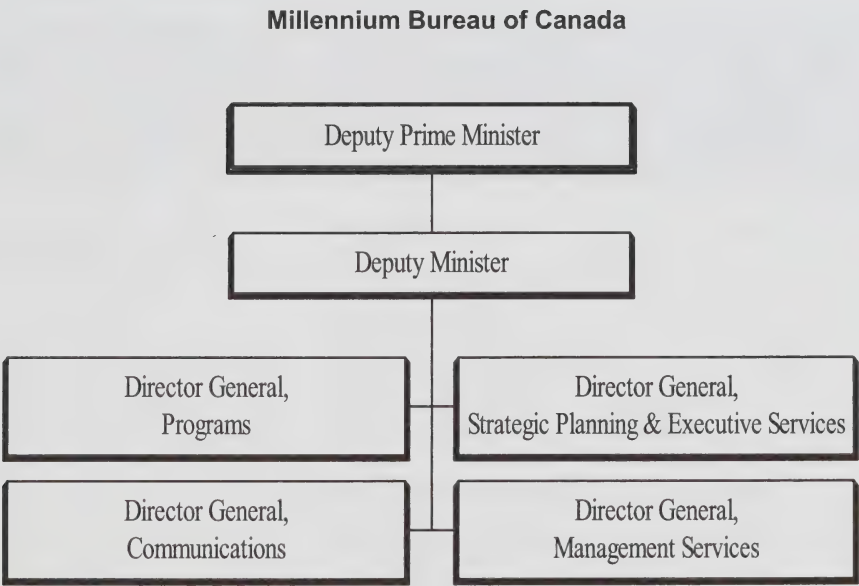 Millennium Bureau of Canada
Deputy Prime Minister
Deputy Minister
Director General,
Programs
Director General,
Strategic Planning & Executive Services
Director General,
Communications
Director General,
Management Services